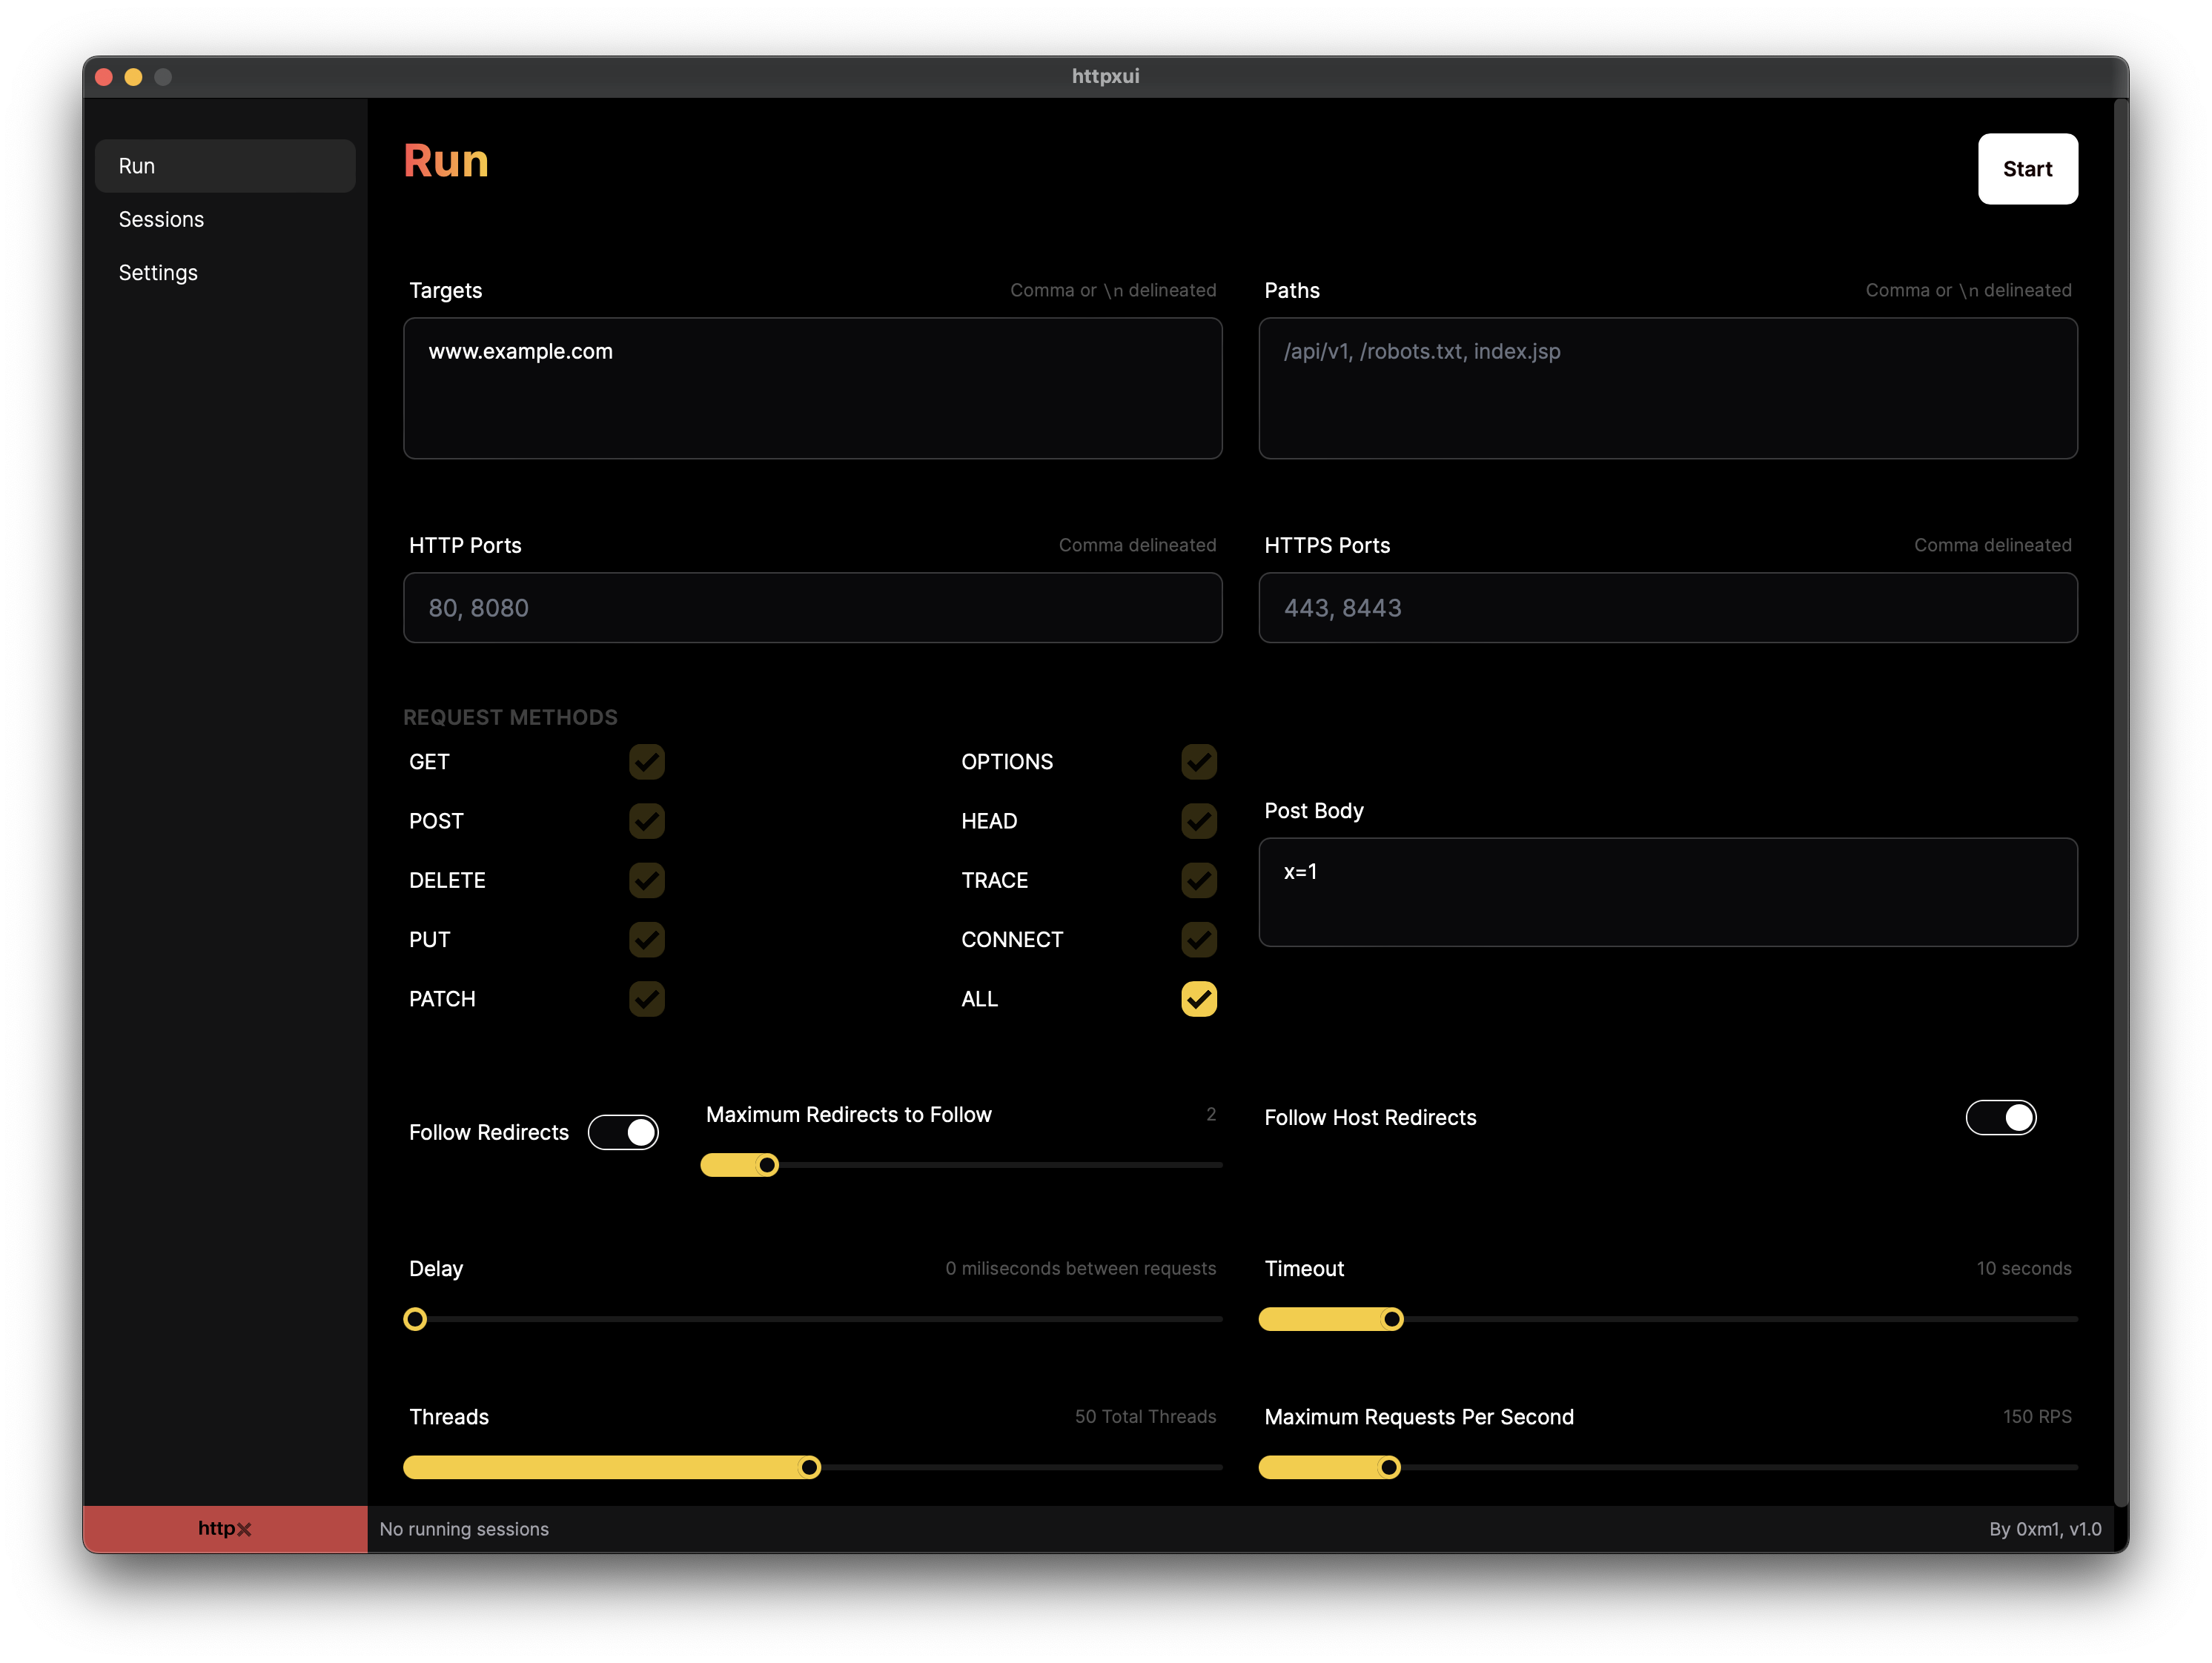 httpxui
Run
Sessions
Settings
Run
Start
Targets
Comma or \n delineated
www.example.com
Paths
Comma or \n delineated
/api/v1, /robots.txt, index.jsp
HTTP Ports
Comma delineated
80, 8080
HTTPS Ports
Comma delineated
443, 8443
REQUEST METHODS
GET
OPTIONS
POST
HEAD
DELETE
TRACE
PUT
CONNECT
PATCH
ALL
Post Body
x=1
Follow Redirects
Maximum Redirects to Follow
2
Follow Host Redirects
Delay
0 miliseconds between requests
Timeout
10 seconds
Threads
50 Total Threads
Maximum Requests Per Second
150 RPS
httpx
No running sessions
By 0xm1, v1.0